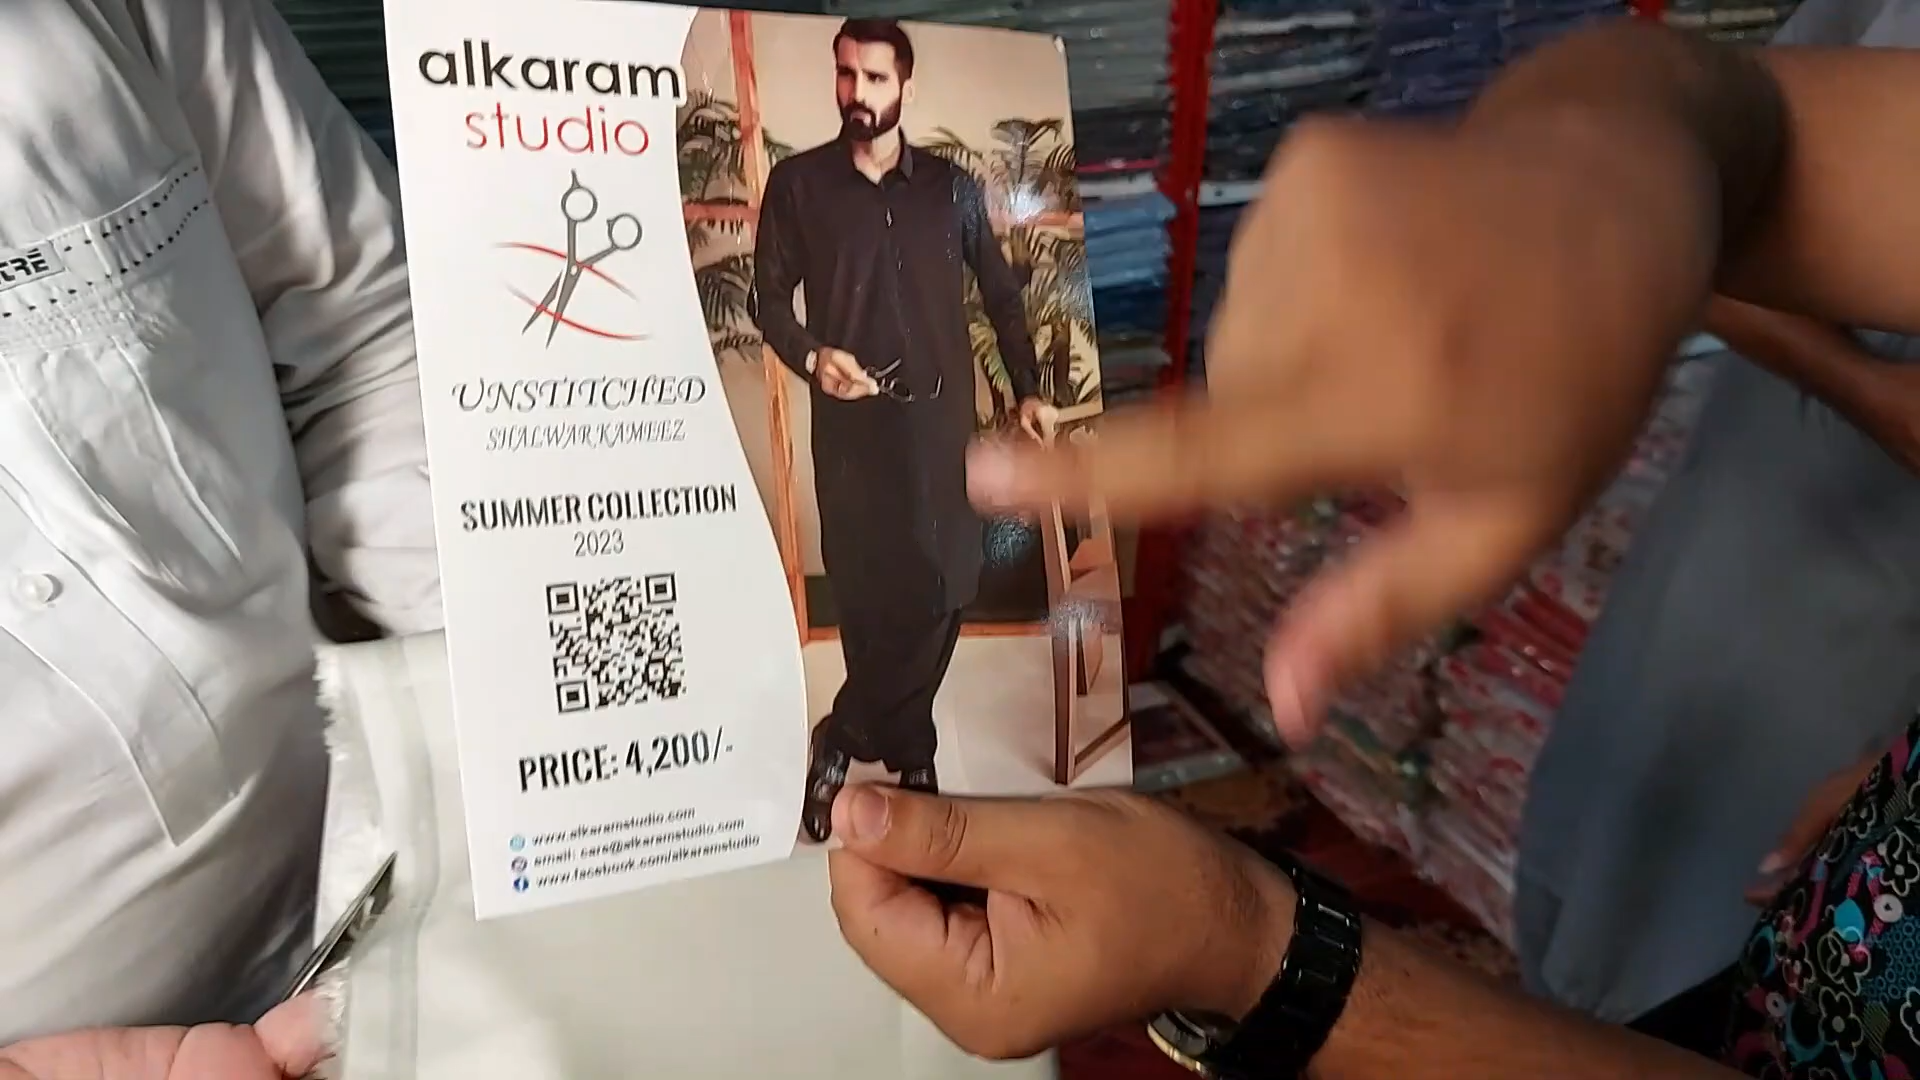 alkaram
studio
UNSTITCHED
SHALWAR KAMEEZ
SUMMER COLLECTION
2023
PRICE: 4,200/-
www.alkaramstudio.com
email: care@alkaramstudio.com
www.facebook.com/alkaramstudio